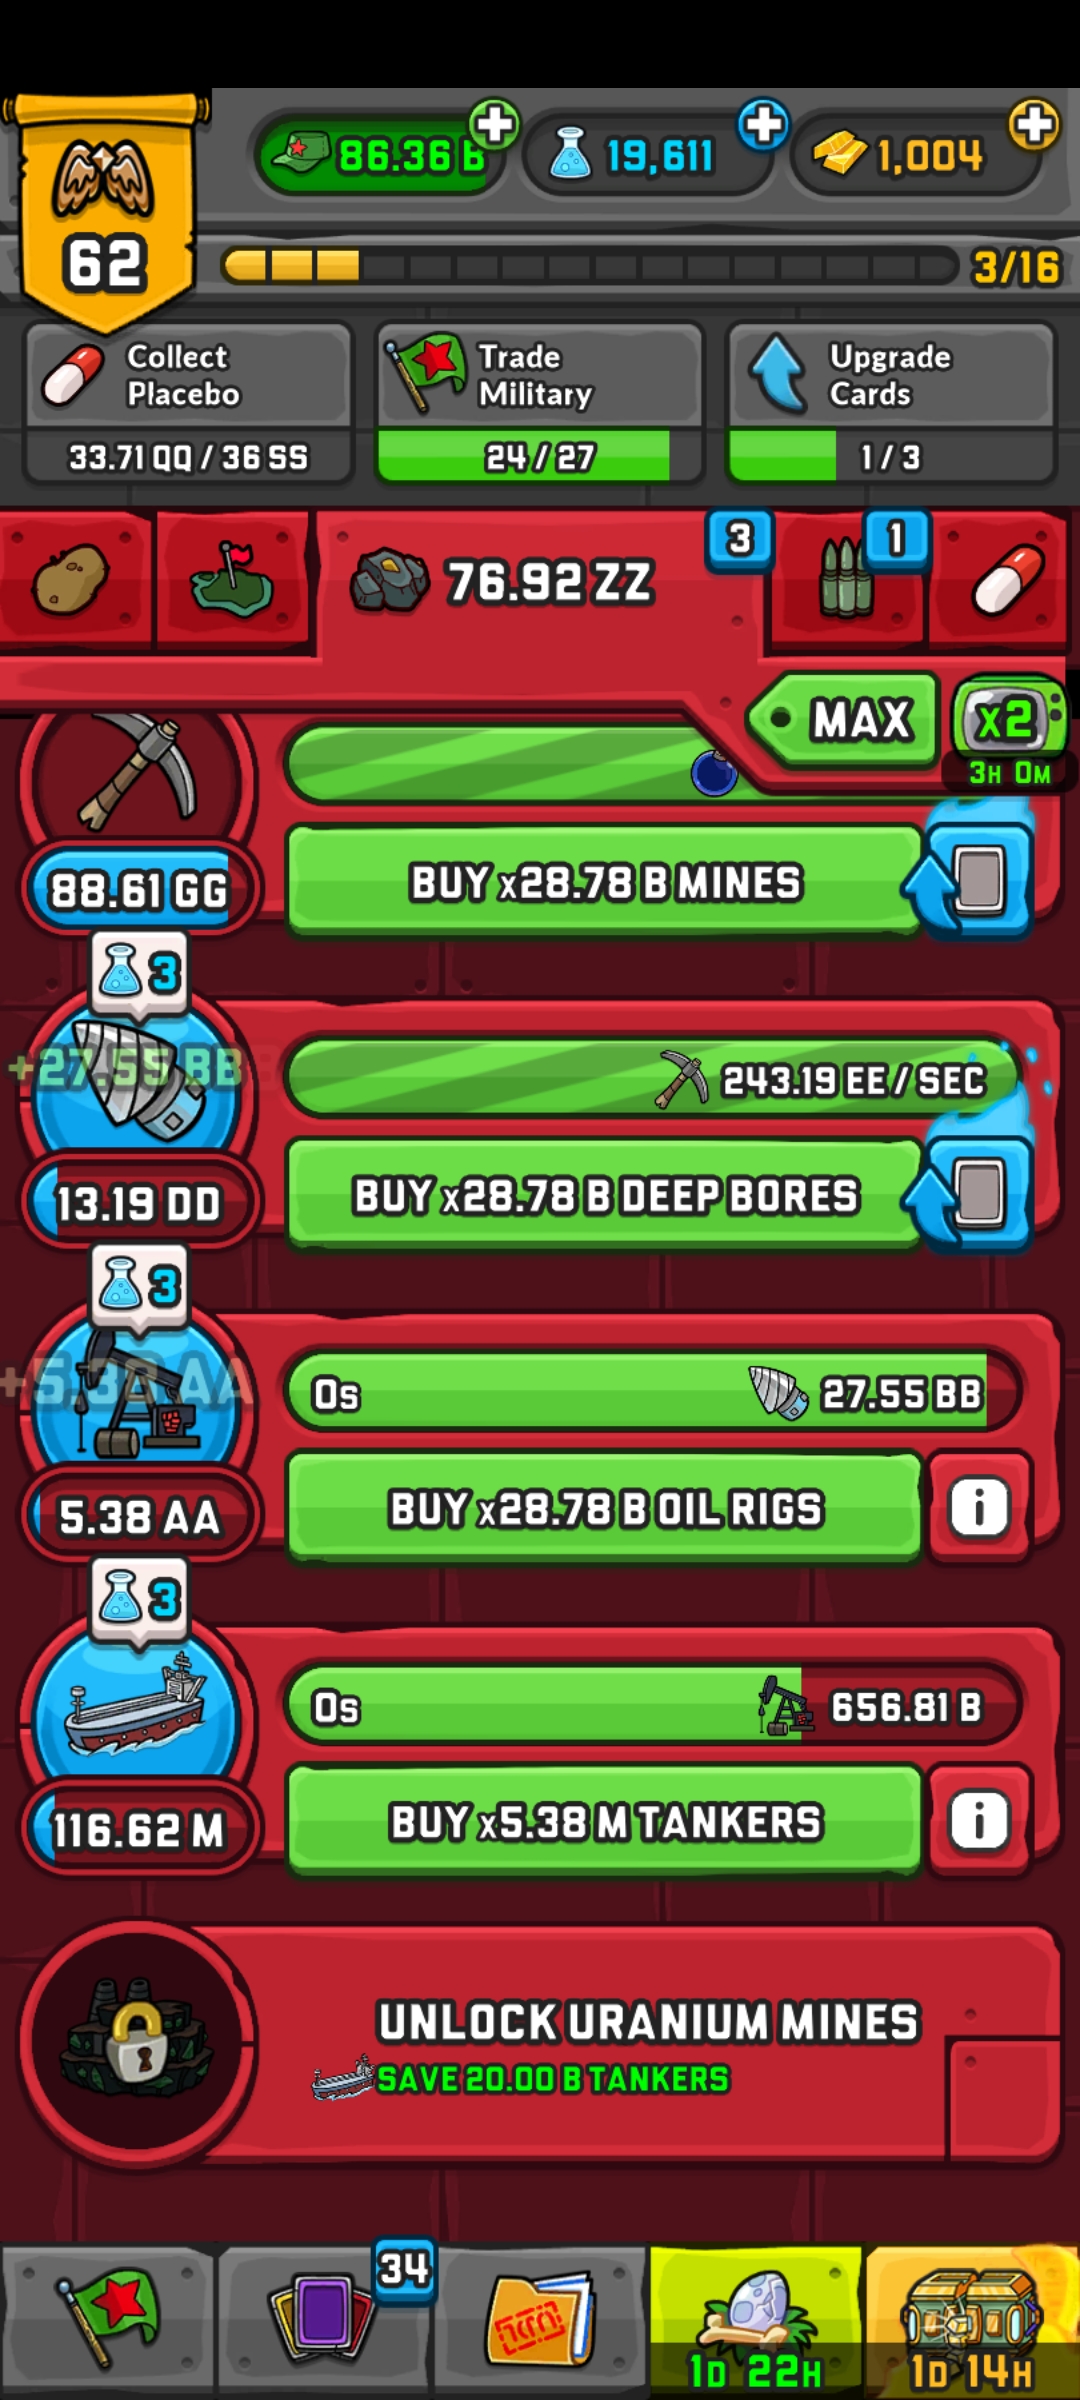 86.36 B
19,611
1,004
62
3/16
Collect
Placebo
33.71 QQ / 36 SS
Trade
Military
24 / 27
Upgrade
Cards
1 / 3
76.92 ZZ
3
1
MAX
x2
3H 0M
88.61 GG
BUY x28.78 B MINES
3
+27.55 BB
243.19 EE / SEC
13.19 DD
BUY x28.78 B DEEP BORES
3
+5.38 AA
0s
27.55 BB
5.38 AA
BUY x28.78 B OIL RIGS
i
3
0s
656.81 B
116.62 M
BUY x5.38 M TANKERS
i
UNLOCK URANIUM MINES
SAVE 20.00 B TANKERS
34
1D 22H
1D 14H